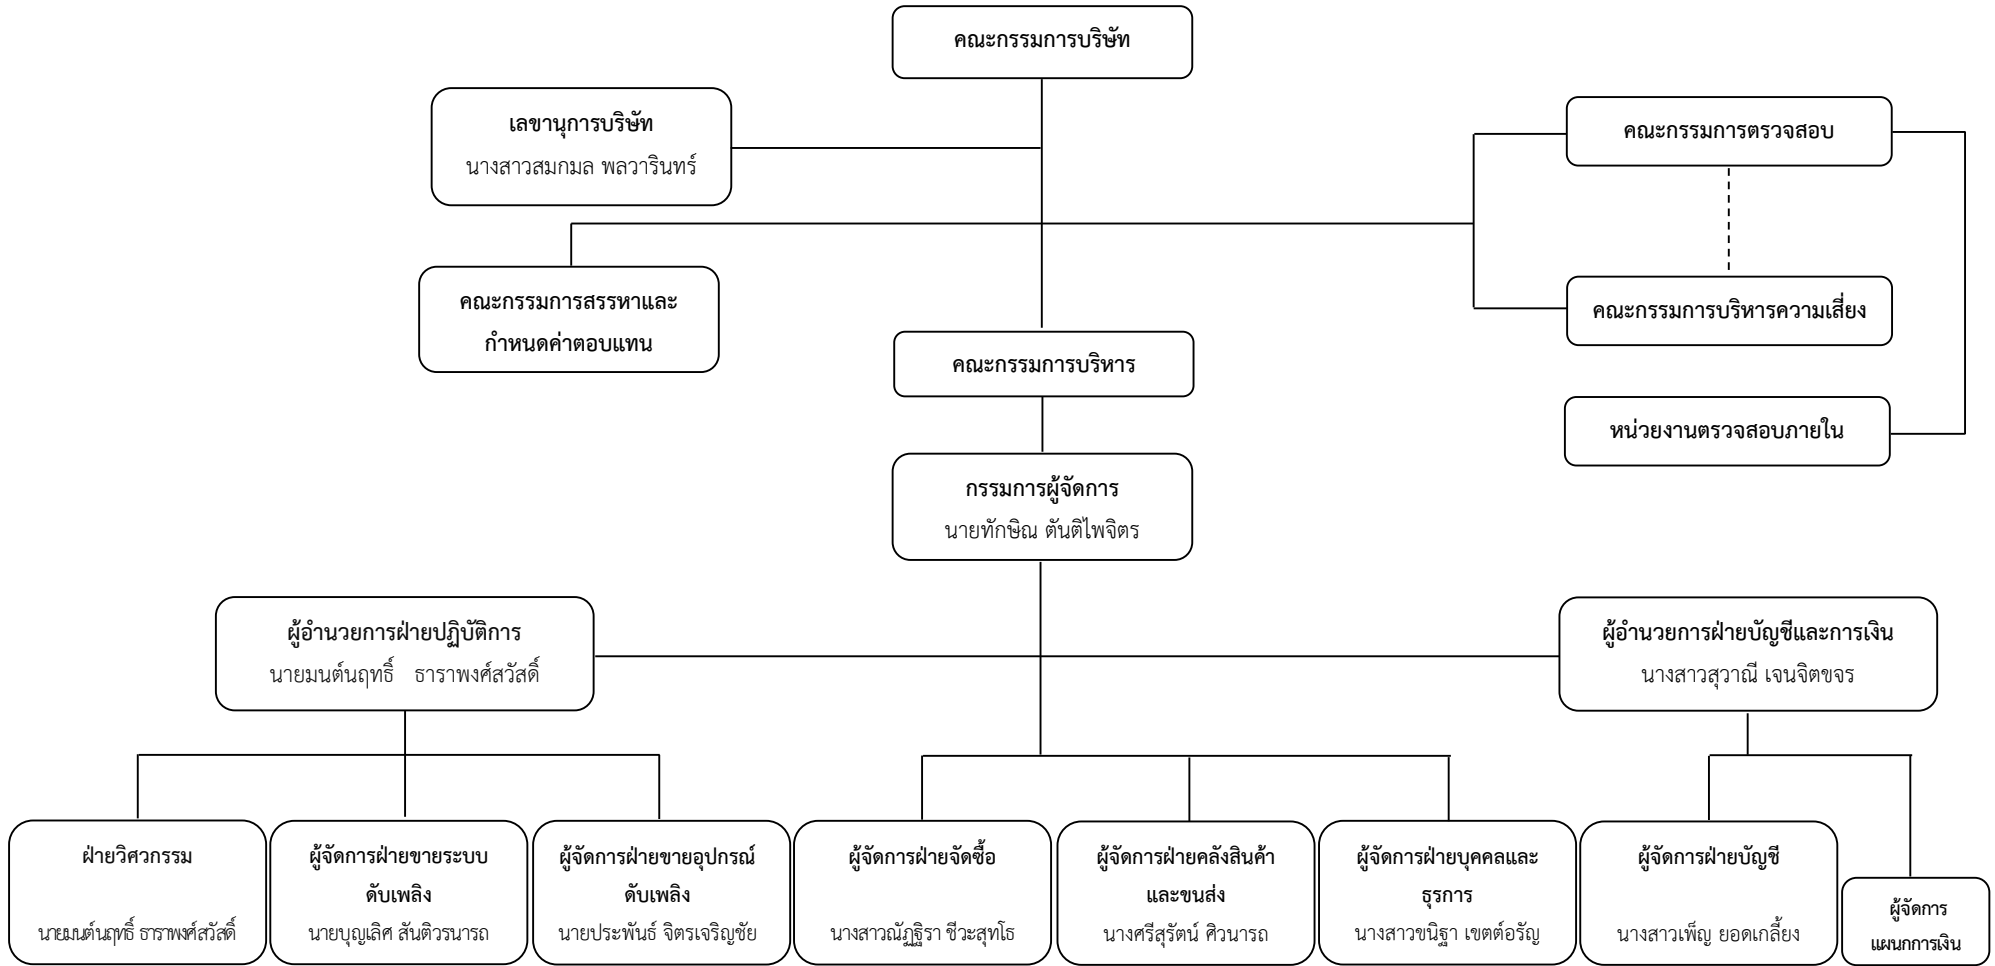 คณะกรรมการบริษัท
เลขานุการบริษัท
นางสาวสมกมล พลวารินทร์
คณะกรรมการตรวจสอบ
คณะกรรมการสรรหาและ
กำหนดค่าตอบแทน
คณะกรรมการบริหารความเสี่ยง
คณะกรรมการบริหาร
หน่วยงานตรวจสอบภายใน
กรรมการผู้จัดการ
นายทักษิณ ตันติไพจิตร
ผู้อำนวยการฝ่ายปฏิบัติการ
นายมนต์นฤทธิ์ ธาราพงศ์สวัสดิ์
ผู้อำนวยการฝ่ายบัญชีและการเงิน
นางสาวสุวาณี เจนจิตขจร
ฝ่ายวิศวกรรม
นายมนต์นฤทธิ์ ธาราพงศ์สวัสดิ์
ผู้จัดการฝ่ายขายระบบ
ดับเพลิง
นายบุญเลิศ สันติวรนารถ
ผู้จัดการฝ่ายขายอุปกรณ์
ดับเพลิง
นายประพันธ์ จิตรเจริญชัย
ผู้จัดการฝ่ายจัดซื้อ
นางสาวณัฏฐิรา ชีวะสุทโธ
ผู้จัดการฝ่ายคลังสินค้า
และขนส่ง
นางศรีสุรัตน์ ศิวนารถ
ผู้จัดการฝ่ายบุคคลและ
ธุรการ
นางสาวขนิฐา เขตต์อรัญ
ผู้จัดการฝ่ายบัญชี
นางสาวเพ็ญ ยอดเกลี้ยง
ผู้จัดการ
แผนกการเงิน